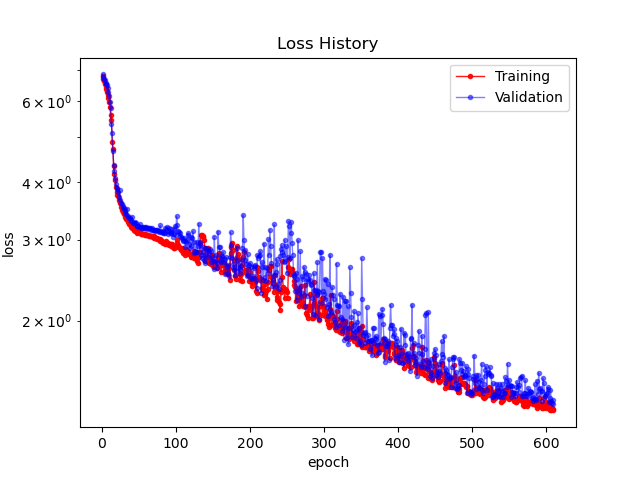 Loss History
Training
Validation
6 × 10⁰
4 × 10⁰
3 × 10⁰
2 × 10⁰
loss
0 100 200 300 400 500 600
epoch